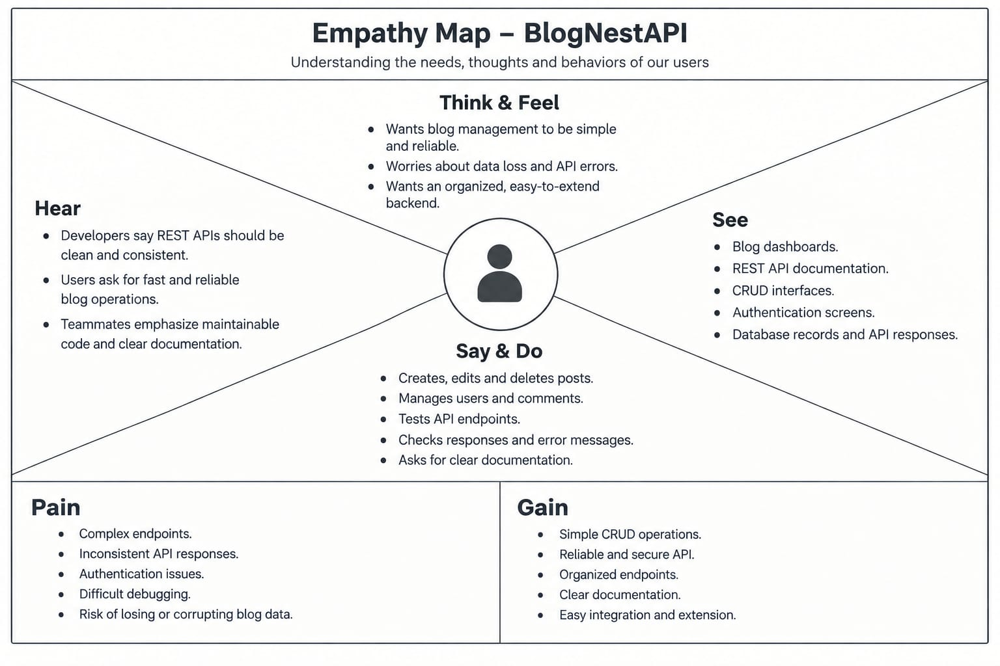 Empathy Map – BlogNestAPI
Understanding the needs, thoughts and behaviors of our users
Think & Feel
• Wants blog management to be simple
and reliable.
• Worries about data loss and API errors.
• Wants an organized, easy-to-extend
backend.
Hear
• Developers say REST APIs should be
clean and consistent.
• Users ask for fast and reliable
blog operations.
• Teammates emphasize maintainable
code and clear documentation.
See
• Blog dashboards.
• REST API documentation.
• CRUD interfaces.
• Authentication screens.
• Database records and API responses.
Say & Do
• Creates, edits and deletes posts.
• Manages users and comments.
• Tests API endpoints.
• Checks responses and error messages.
• Asks for clear documentation.
Pain
• Complex endpoints.
• Inconsistent API responses.
• Authentication issues.
• Difficult debugging.
• Risk of losing or corrupting blog data.
Gain
• Simple CRUD operations.
• Reliable and secure API.
• Organized endpoints.
• Clear documentation.
• Easy integration and extension.